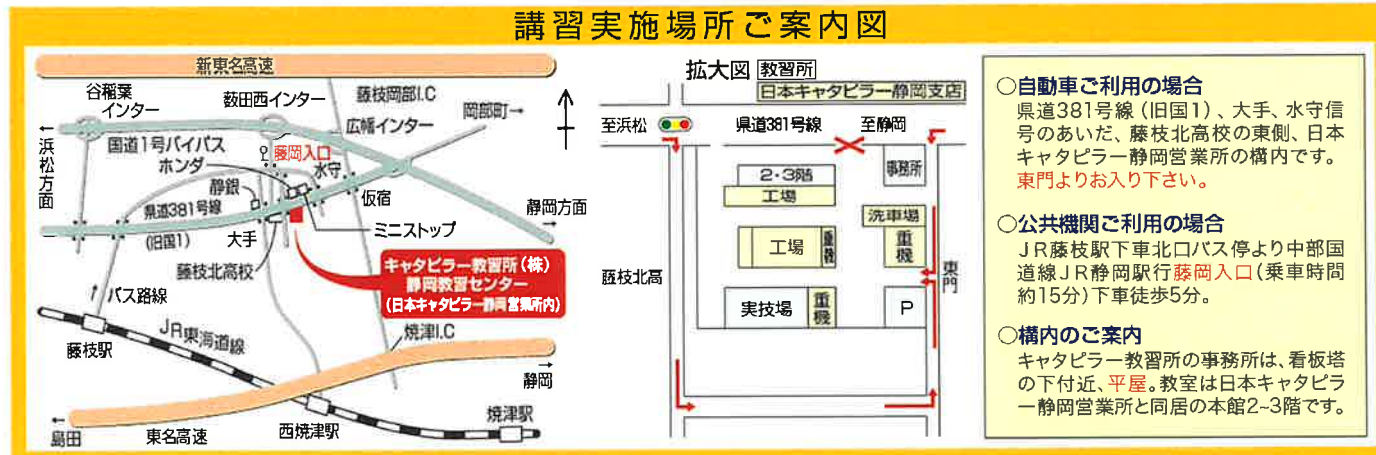 講習実施場所ご案内図
新東名高速
谷稲葉
インター
薮田西インター
藤枝岡部I.C
岡部町→
広幡インター
←浜松方面
国道1号バイパス
藤岡入口
ホンダ
水守
静銀
仮宿
県道381号線
(旧国1)
大手
ミニストップ
静岡方面
→
藤枝北高校
キャタピラー教習所(株)
静岡教習センター
(日本キャタピラー静岡営業所内)
↑バス路線
JR東海道線
焼津I.C
藤枝駅
静岡
→
←
島田
東名高速
西焼津駅
焼津駅
拡大図 教習所
日本キャタピラー静岡支店
至浜松
県道381号線
至静岡
2・3階
工場
事務所
洗車場
工場
重機
重機
東門
藤枝北高
実技場
重機
P
○自動車ご利用の場合
県道381号線(旧国1)、大手、水守信
号のあいだ、藤枝北高校の東側、日本
キャタピラー静岡営業所の構内です。
東門よりお入り下さい。
○公共機関ご利用の場合
JR藤枝駅下車北口バス停より中部国
道線JR静岡駅行藤岡入口(乗車時間
約15分)下車徒歩5分。
○構内のご案内
キャタピラー教習所の事務所は、看板塔
の下付近、平屋。教室は日本キャタピラ
ー静岡営業所と同居の本館2~3階です。